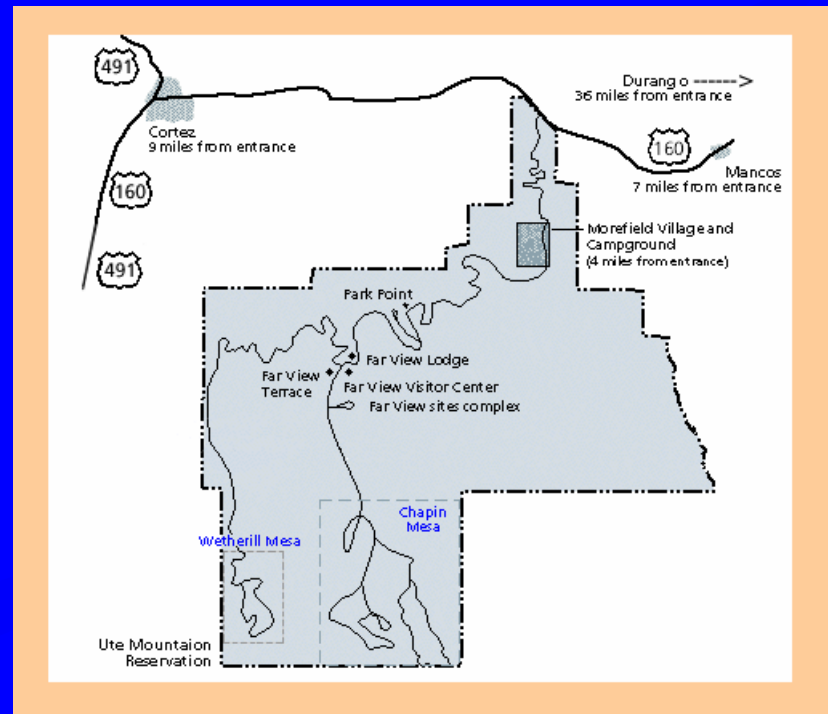 491
Durango ------>
36 miles from entrance
Cortez
9 miles from entrance
160
Mancos
7 miles from entrance
160
Morefield Village and
Campground
(4 miles from entrance)
491
Park Point
Far View Lodge
Far View
Terrace
Far View Visitor Center
Far View sites complex
Chapin
Mesa
Wetherill Mesa
Ute Mountaion
Reservation